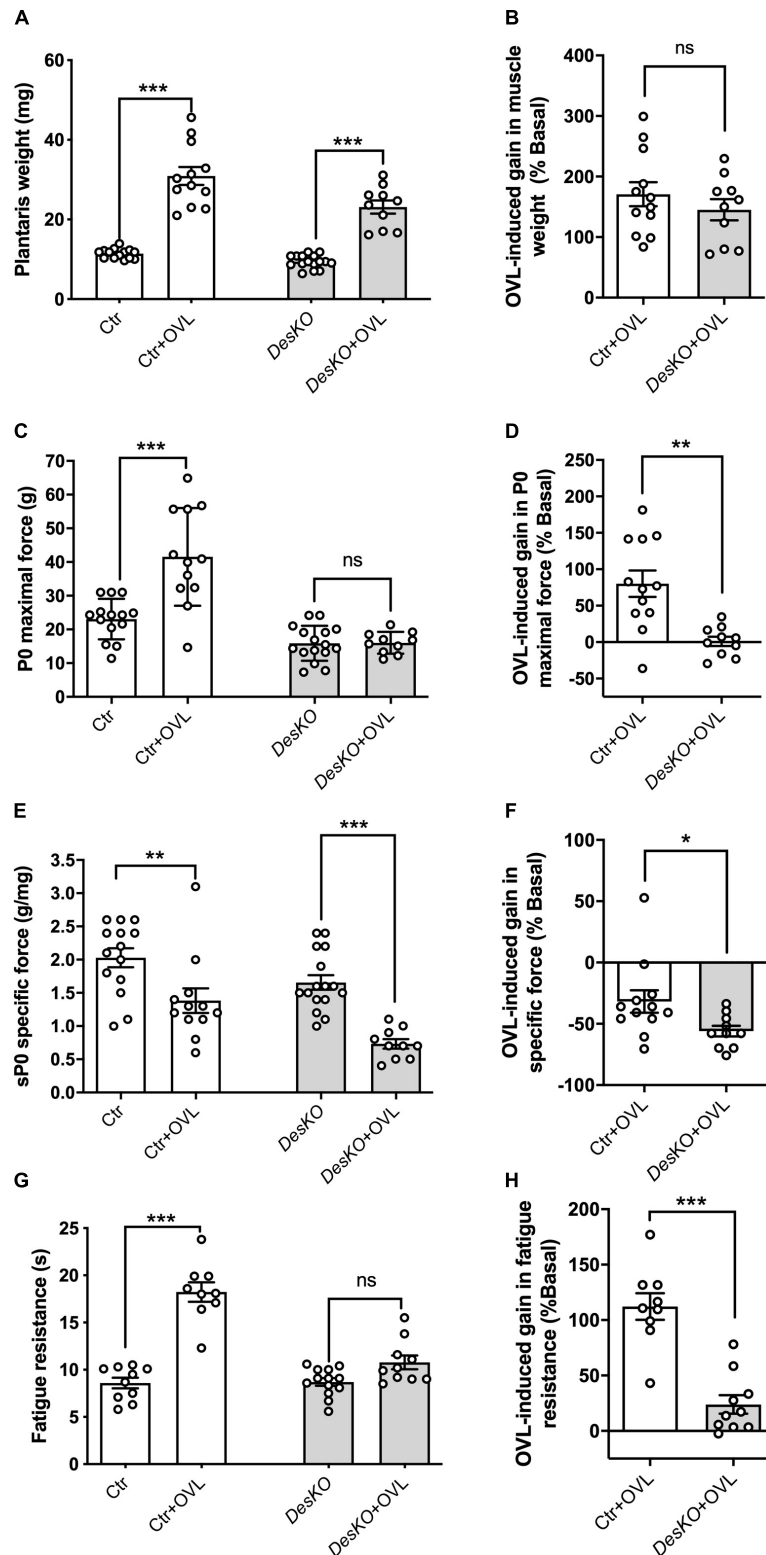 A
Plantaris weight (mg)
60
40
20
0
***
***
Ctr
Ctr+OVL
DesKO
DesKO+OVL
B
OVL-induced gain in muscle
weight (% Basal)
400
300
200
100
0
ns
Ctr+OVL
DesKO+OVL
C
P0 maximal force (g)
70
60
50
40
30
20
10
0
***
ns
Ctr
Ctr+OVL
DesKO
DesKO+OVL
D
OVL-induced gain in P0
maximal force (% Basal)
250
200
150
100
50
0
-50
**
Ctr+OVL
DesKO+OVL
E
sP0 specific force (g/mg)
3.5
3.0
2.5
2.0
1.5
1.0
0.5
0.0
**
***
Ctr
Ctr+OVL
DesKO
DesKO+OVL
F
OVL-induced gain in
specific force (% Basal)
100
50
0
-50
-100
*
Ctr+OVL
DesKO+OVL
G
Fatigue resistance (s)
25
20
15
10
5
0
***
ns
Ctr
Ctr+OVL
DesKO
DesKO+OVL
H
OVL-induced gain in fatigue
resistance (%Basal)
200
150
100
50
0
***
Ctr+OVL
DesKO+OVL